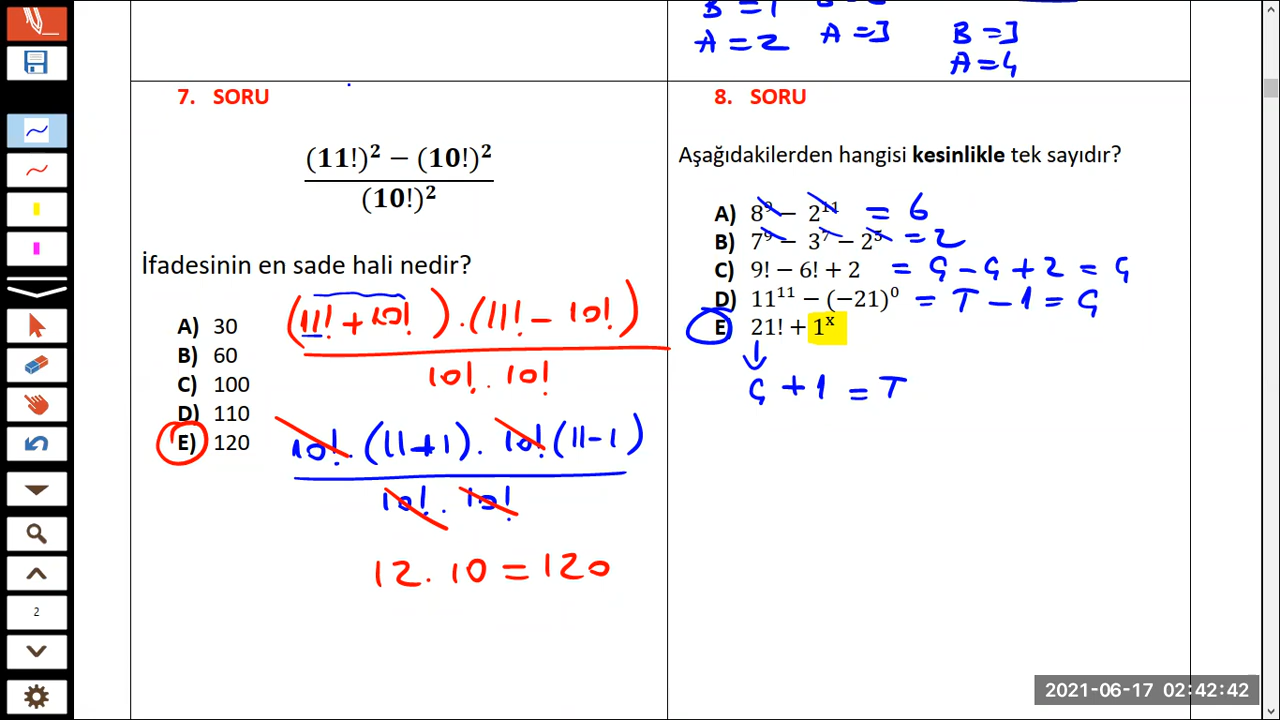 B = 1
A = 2
A = 3
B = 3
A = 4
7. SORU
(11!)² − (10!)²
(10!)²
İfadesinin en sade hali nedir?
(11! + 10!) . (11! − 10!)
10! . 10!
A) 30
B) 60
C) 100
D) 110
E) 120
10! . (11+1) . 10! (11−1)
10! . 10!
12 . 10 = 120
8. SORU
Aşağıdakilerden hangisi kesinlikle tek sayıdır?
A) 8⁹ − 2¹¹ = 6
B) 7⁹ − 3⁷ − 2⁵ = 2
C) 9! − 6! + 2 = Ç − Ç + 2 = Ç
D) 11¹¹ − (−21)⁰ = T − 1 = Ç
E) 21! + 1ˣ
Ç + 1 = T
2
2021-06-17 02:42:42